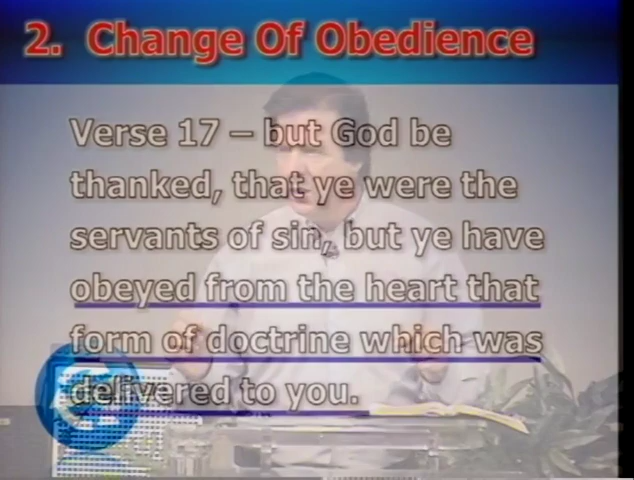 2. Change Of Obedience
Verse 17 – but God be
thanked, that ye were the
servants of sin, but ye have
obeyed from the heart that
form of doctrine which was
delivered to you.